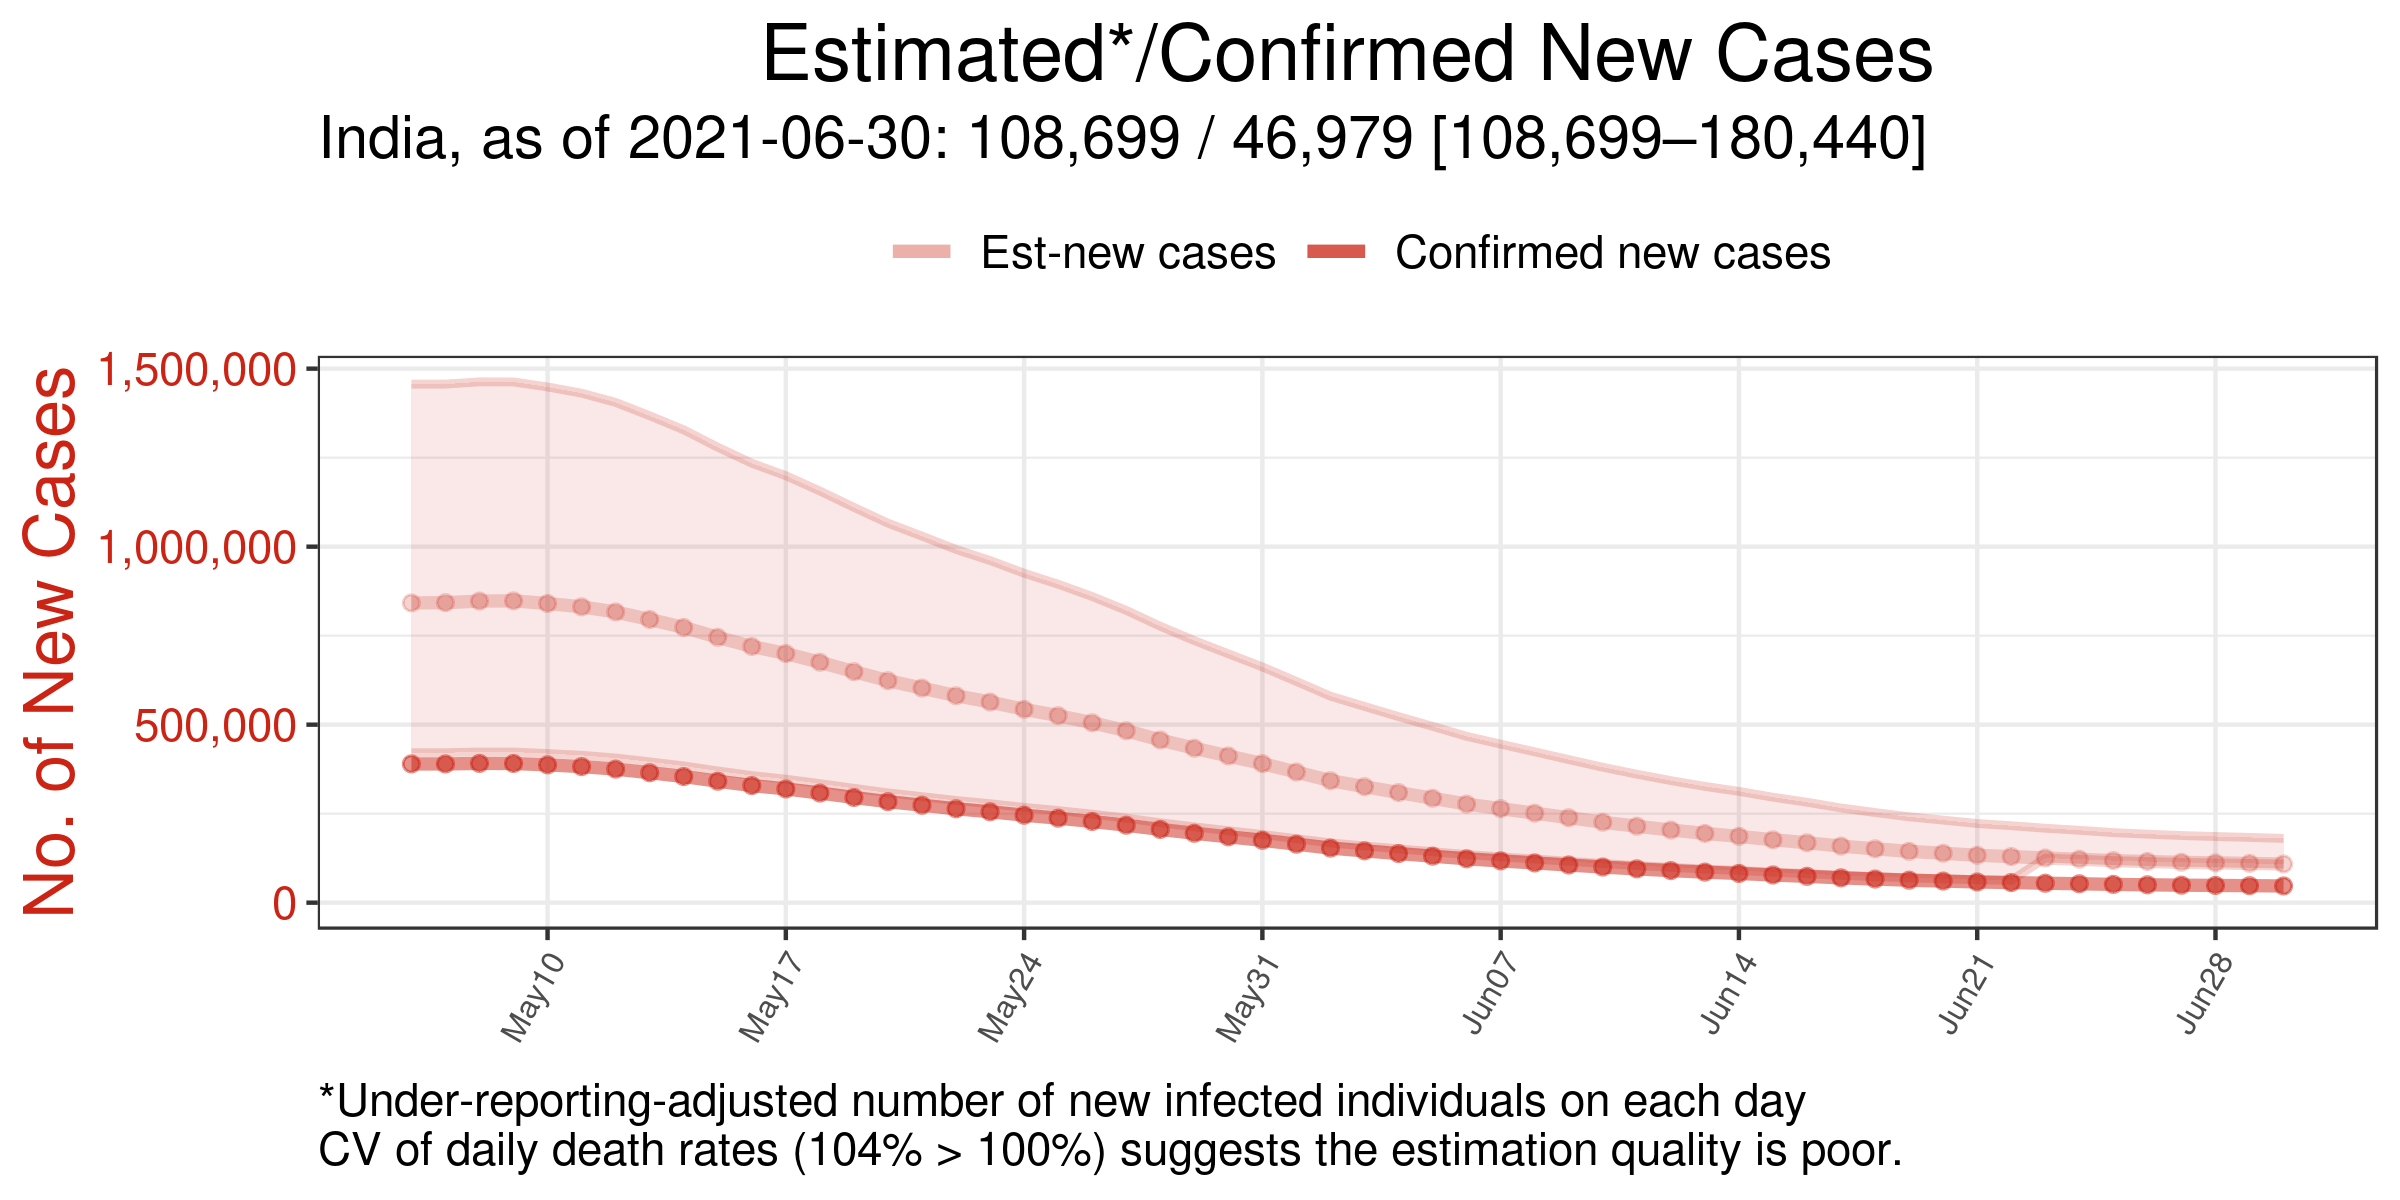 Estimated*/Confirmed New Cases
India, as of 2021-06-30: 108,699 / 46,979 [108,699–180,440]
Est-new cases
Confirmed new cases
No. of New Cases
1,500,000
1,000,000
500,000
0
May10
May17
May24
May31
Jun07
Jun14
Jun21
Jun28
*Under-reporting-adjusted number of new infected individuals on each day
CV of daily death rates (104% > 100%) suggests the estimation quality is poor.